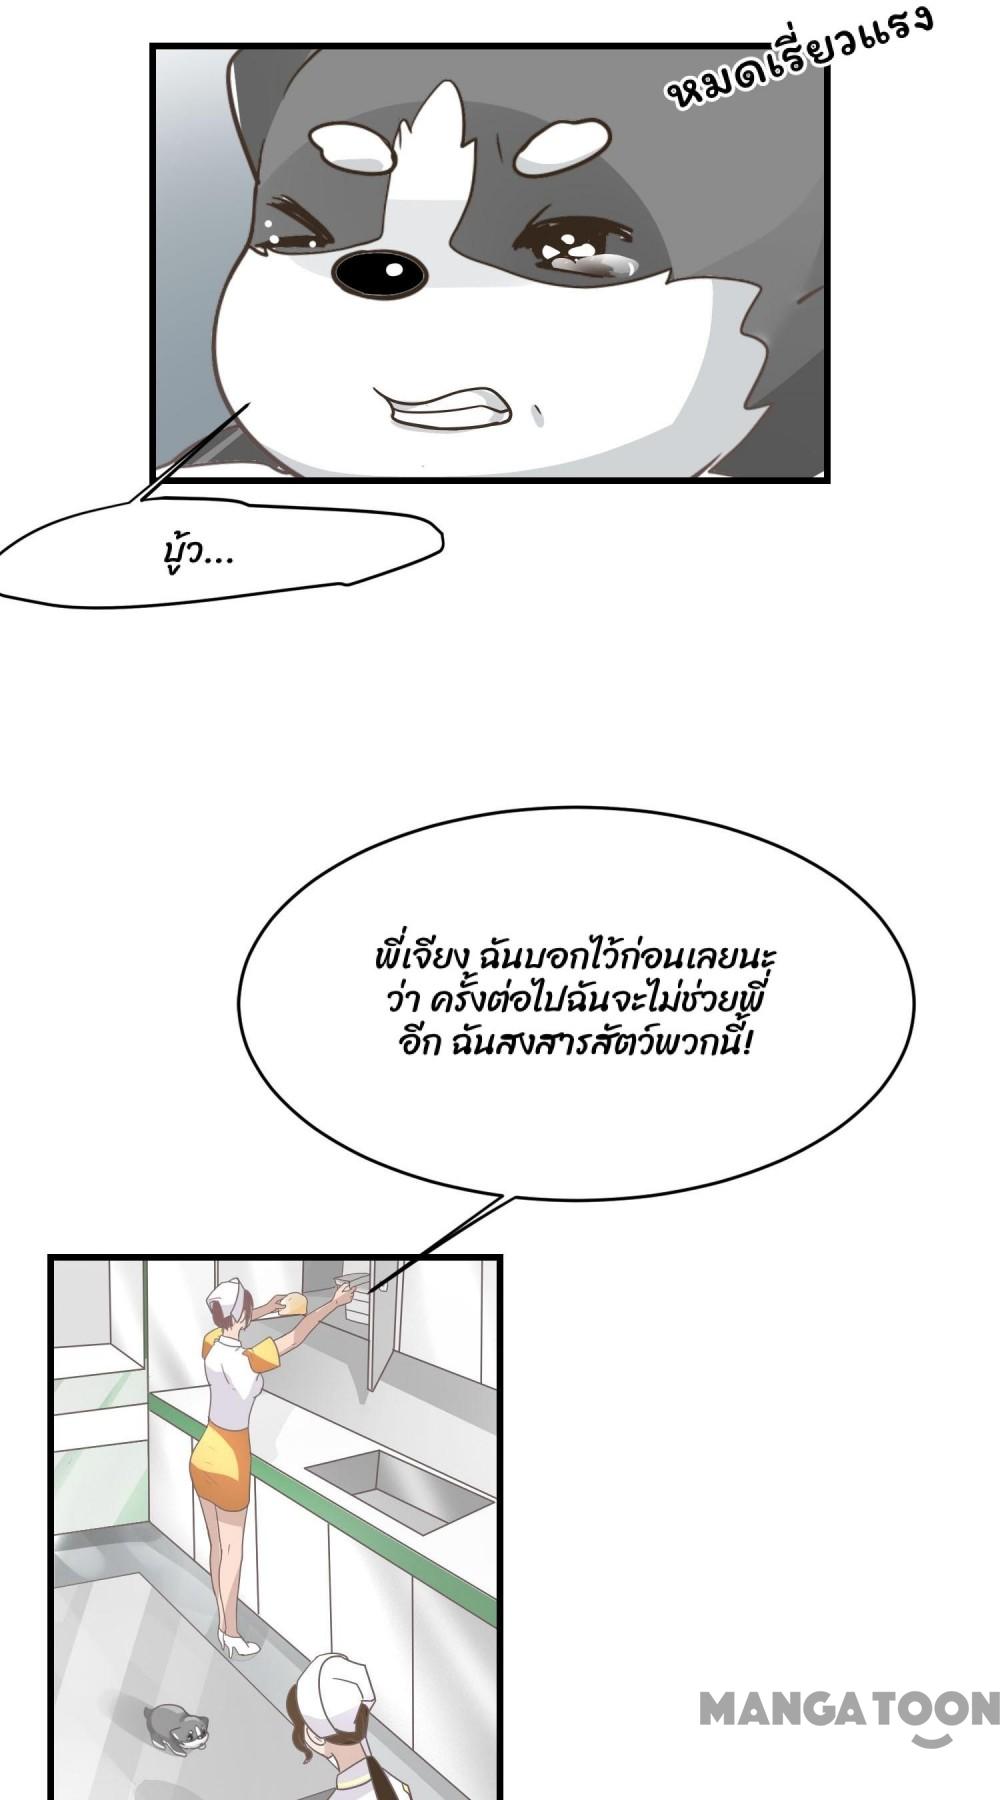 หมดเรี่ยวแรง
บู้ว...
พี่เจียง ฉันบอกไว้ก่อนเลยนะ
ว่า ครั้งต่อไปฉันจะไม่ช่วยพี่
อีก ฉันสงสารสัตว์พวกนี้!
MANGATOON